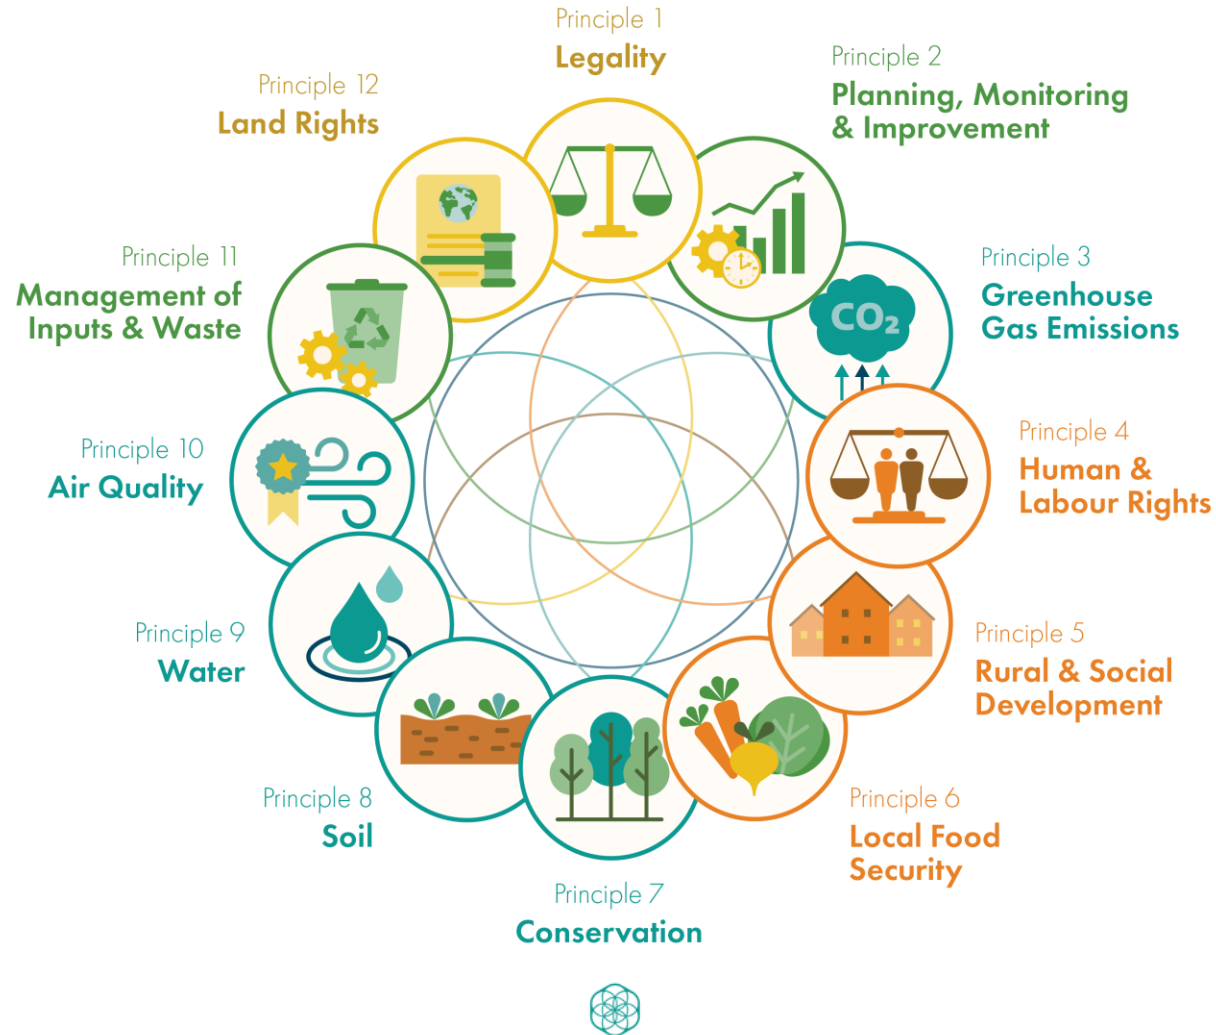 Principle 1
Legality
Principle 2
Planning, Monitoring
& Improvement
Principle 3
Greenhouse
Gas Emissions
CO₂
Principle 4
Human &
Labour Rights
Principle 5
Rural & Social
Development
Principle 6
Local Food
Security
Principle 7
Conservation
Principle 8
Soil
Principle 9
Water
Principle 10
Air Quality
Principle 11
Management of
Inputs & Waste
Principle 12
Land Rights